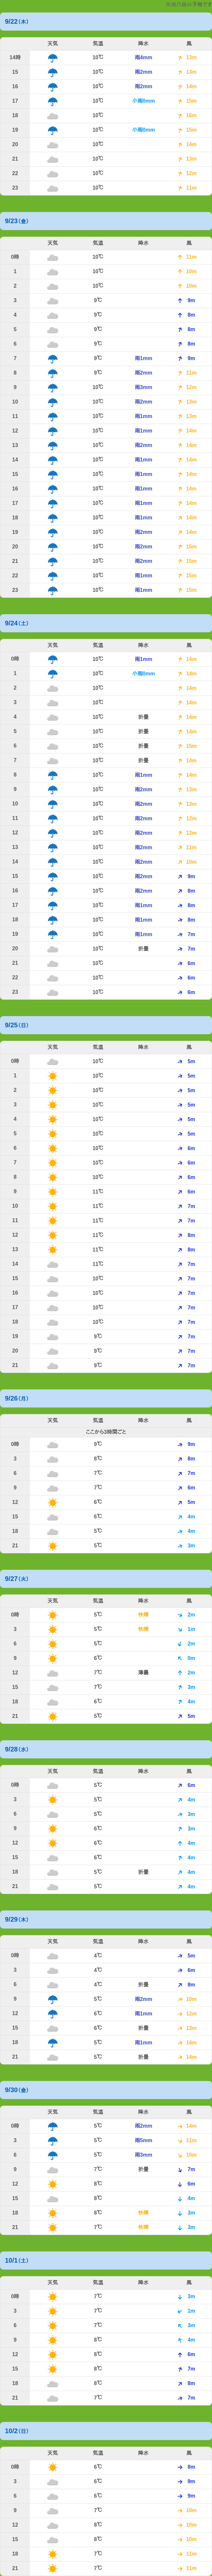 9/22(木)
天気 気温 降水 風
14時 10℃ 雨4mm 13m
15 10℃ 雨2mm 13m
16 10℃ 雨2mm 14m
17 10℃ 小雨0mm 15m
18 10℃ 16m
19 10℃ 小雨0mm 15m
20 10℃ 14m
21 10℃ 13m
22 10℃ 12m
23 10℃ 11m
9/23(金)
天気 気温 降水 風
0時 10℃ 11m
1 10℃ 10m
2 10℃ 10m
3 9℃ 9m
4 9℃ 8m
5 9℃ 8m
6 9℃ 8m
7 9℃ 雨1mm 9m
8 9℃ 雨2mm 11m
9 10℃ 雨3mm 12m
10 10℃ 雨2mm 13m
11 10℃ 雨1mm 13m
12 10℃ 雨1mm 14m
13 10℃ 雨2mm 14m
14 10℃ 雨1mm 14m
15 10℃ 雨1mm 14m
16 10℃ 雨1mm 14m
17 10℃ 雨1mm 14m
18 10℃ 雨1mm 14m
19 10℃ 雨2mm 14m
20 10℃ 雨2mm 15m
21 10℃ 雨2mm 15m
22 10℃ 雨1mm 15m
23 10℃ 雨1mm 15m
9/24(土)
天気 気温 降水 風
0時 10℃ 雨1mm 14m
1 10℃ 小雨0mm 14m
2 10℃ 14m
3 10℃ 14m
4 10℃ 折畳 14m
5 10℃ 折畳 14m
6 10℃ 折畳 15m
7 10℃ 折畳 14m
8 10℃ 雨1mm 14m
9 10℃ 雨2mm 13m
10 10℃ 雨2mm 13m
11 10℃ 雨2mm 12m
12 10℃ 雨2mm 12m
13 10℃ 雨2mm 11m
14 10℃ 雨2mm 10m
15 10℃ 雨2mm 9m
16 10℃ 雨2mm 8m
17 10℃ 雨1mm 8m
18 10℃ 雨1mm 8m
19 10℃ 雨1mm 7m
20 10℃ 折畳 7m
21 10℃ 6m
22 10℃ 6m
23 10℃ 6m
9/25(日)
天気 気温 降水 風
0時 10℃ 5m
1 10℃ 5m
2 10℃ 5m
3 10℃ 5m
4 10℃ 5m
5 10℃ 5m
6 10℃ 6m
7 10℃ 6m
8 10℃ 6m
9 11℃ 6m
10 11℃ 7m
11 11℃ 7m
12 11℃ 8m
13 11℃ 8m
14 11℃ 7m
15 10℃ 7m
16 10℃ 7m
17 10℃ 7m
18 10℃ 7m
19 9℃ 7m
20 9℃ 7m
21 9℃ 7m
9/26(月)
天気 気温 降水 風
ここから3時間ごと
0時 9℃ 9m
3 8℃ 8m
6 7℃ 7m
9 7℃ 6m
12 6℃ 5m
15 6℃ 4m
18 5℃ 4m
21 5℃ 3m
9/27(火)
天気 気温 降水 風
0時 5℃ 快晴 2m
3 5℃ 快晴 1m
6 5℃ 2m
9 6℃ 0m
12 7℃ 薄曇 2m
15 7℃ 3m
18 6℃ 4m
21 5℃ 5m
9/28(水)
天気 気温 降水 風
0時 5℃ 6m
3 5℃ 4m
6 5℃ 3m
9 6℃ 3m
12 6℃ 4m
15 6℃ 4m
18 5℃ 折畳 4m
21 5℃ 4m
9/29(木)
天気 気温 降水 風
0時 4℃ 5m
3 4℃ 6m
6 4℃ 折畳 8m
9 5℃ 雨2mm 10m
12 6℃ 雨1mm 12m
15 6℃ 折畳 13m
18 5℃ 雨1mm 14m
21 5℃ 折畳 14m
9/30(金)
天気 気温 降水 風
0時 5℃ 雨2mm 14m
3 5℃ 雨5mm 11m
6 6℃ 雨3mm 10m
9 7℃ 折畳 7m
12 8℃ 6m
15 8℃ 4m
18 8℃ 快晴 3m
21 7℃ 快晴 3m
10/1(土)
天気 気温 降水 風
0時 7℃ 3m
3 7℃ 1m
6 7℃ 3m
9 8℃ 4m
12 8℃ 6m
15 8℃ 7m
18 8℃ 8m
21 7℃ 7m
10/2(日)
天気 気温 降水 風
0時 6℃ 8m
3 6℃ 9m
6 6℃ 9m
9 7℃ 10m
12 8℃ 10m
15 8℃ 10m
18 7℃ 11m
21 7℃ 11m